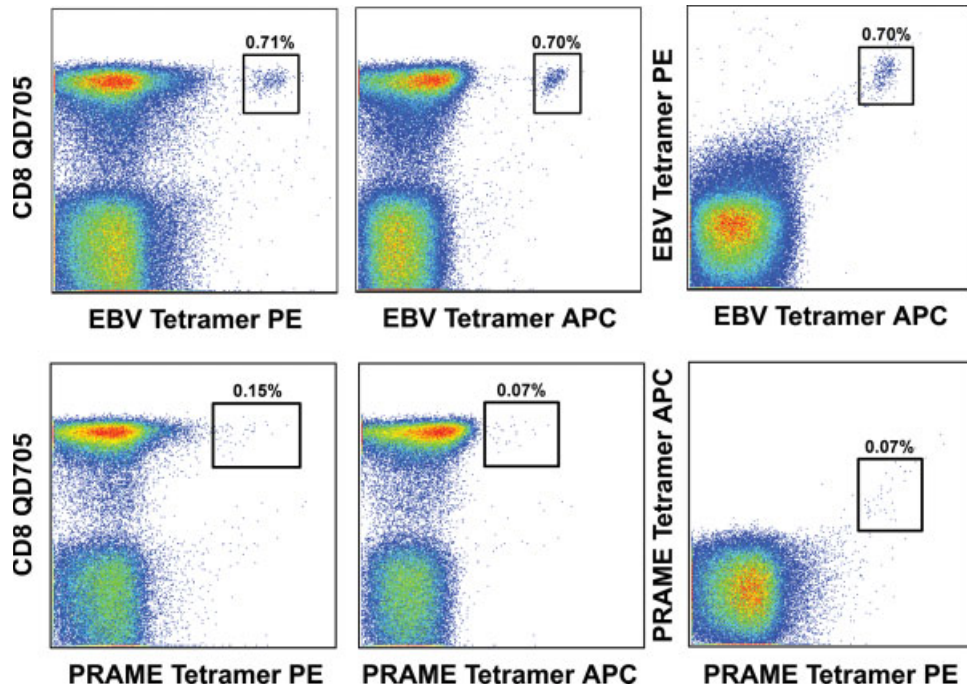 0.71%
CD8 QD705
EBV Tetramer PE
0.70%
EBV Tetramer APC
0.70%
EBV Tetramer PE
EBV Tetramer APC
0.15%
CD8 QD705
PRAME Tetramer PE
0.07%
PRAME Tetramer APC
0.07%
PRAME Tetramer APC
PRAME Tetramer PE